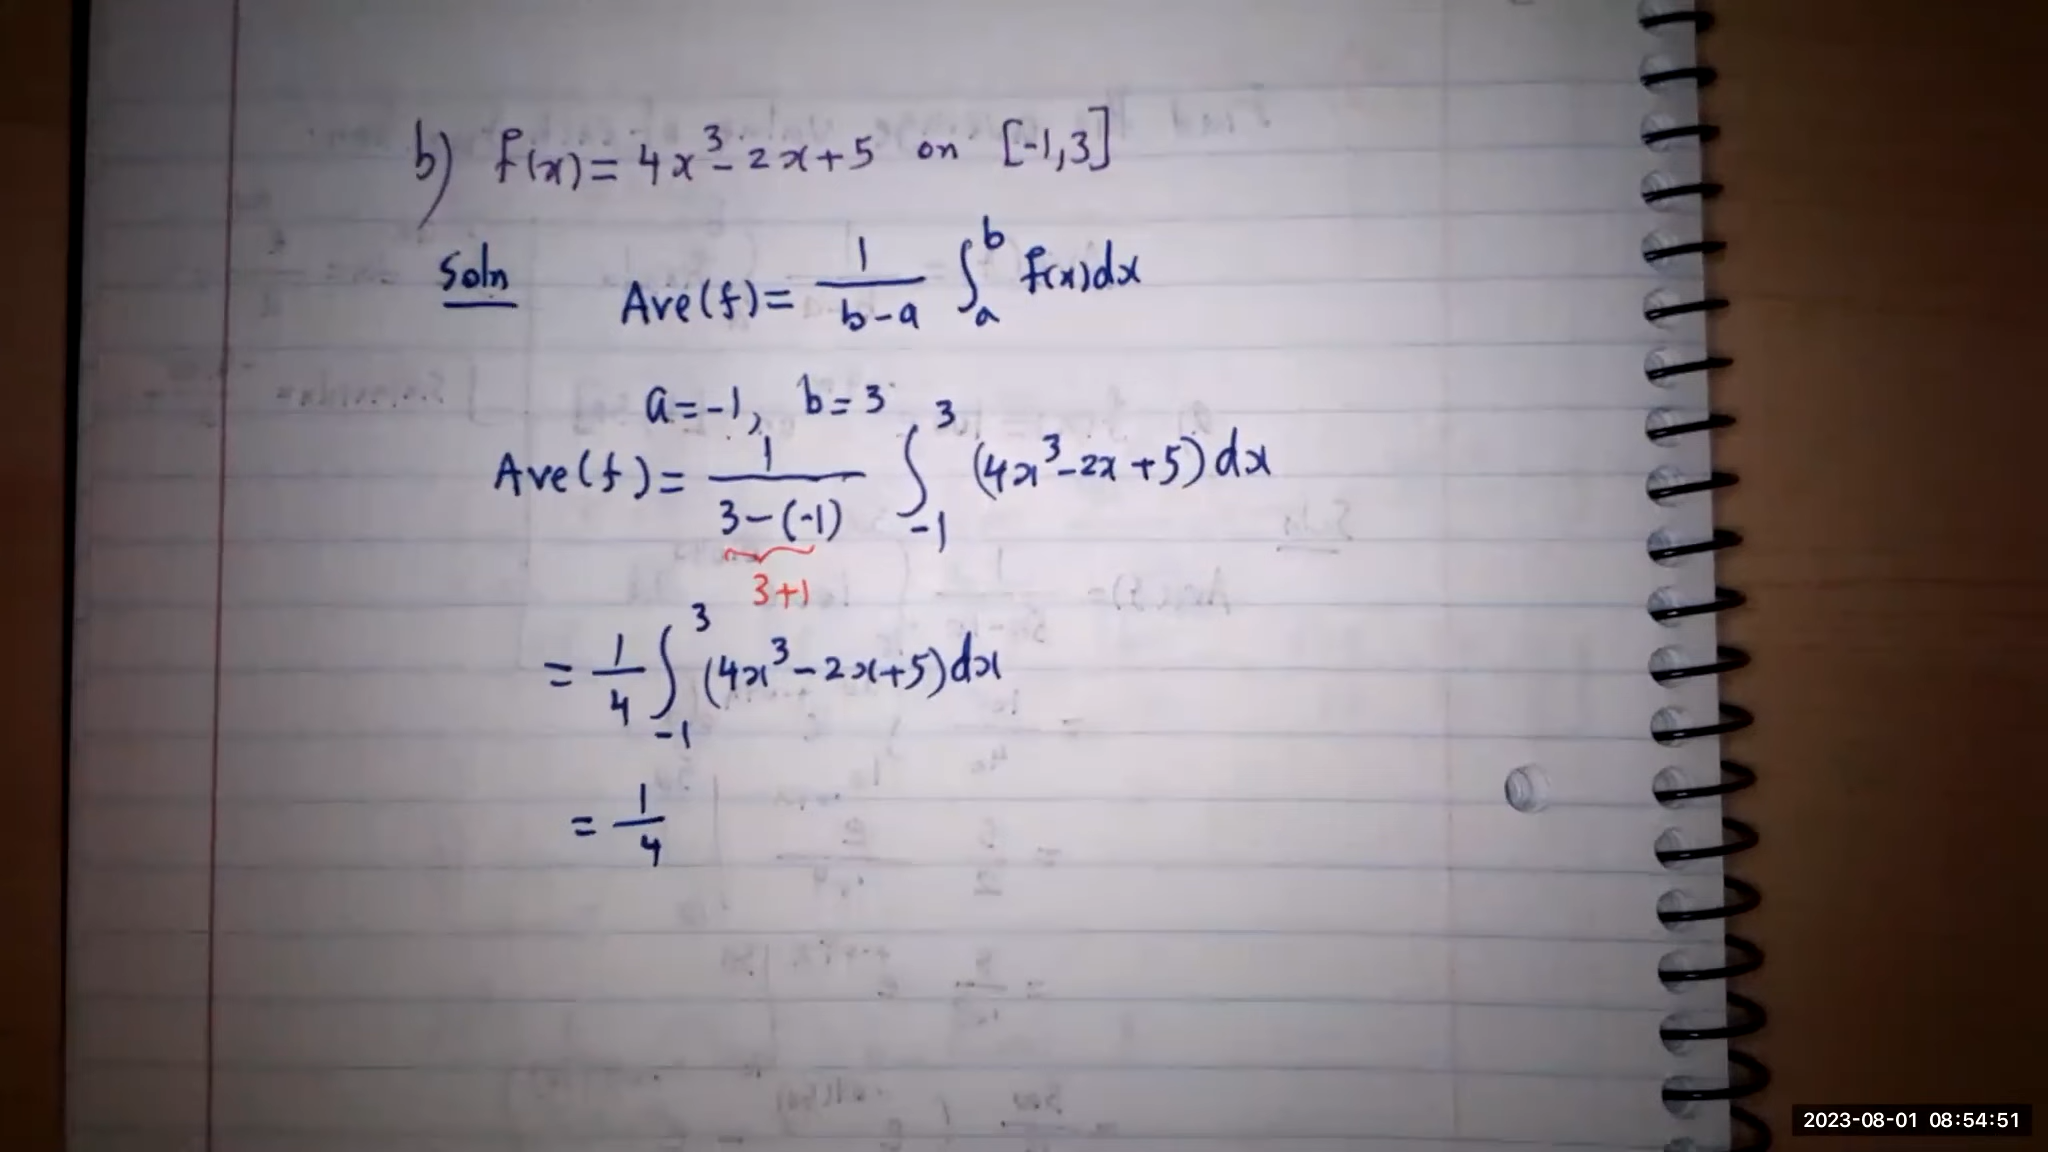 b) f(x) = 4x³ - 2x + 5 on [-1,3]
Soln Ave(f) = 1/(b-a) ∫_a^b f(x)dx
a = -1, b = 3
Ave(f) = 1/(3-(-1)) ∫_-1^3 (4x³ - 2x + 5) dx
3+1
= 1/4 ∫_-1^3 (4x³ - 2x + 5) dx
= 1/4
2023-08-01 08:54:51